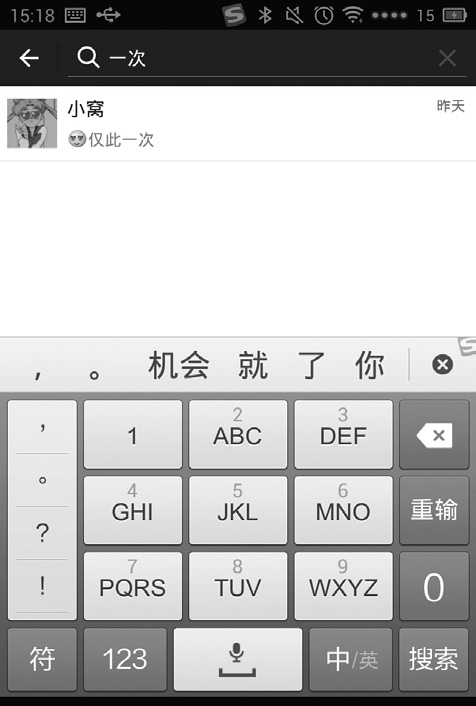 15:18 15
一次
小窝 昨天
仅此一次
， 。 机会 就 了 你
， 1 2 ABC 3 DEF
。 4 GHI 5 JKL 6 MNO 重输
? 7 PQRS 8 TUV 9 WXYZ 0
!
符 123 中/英 搜索